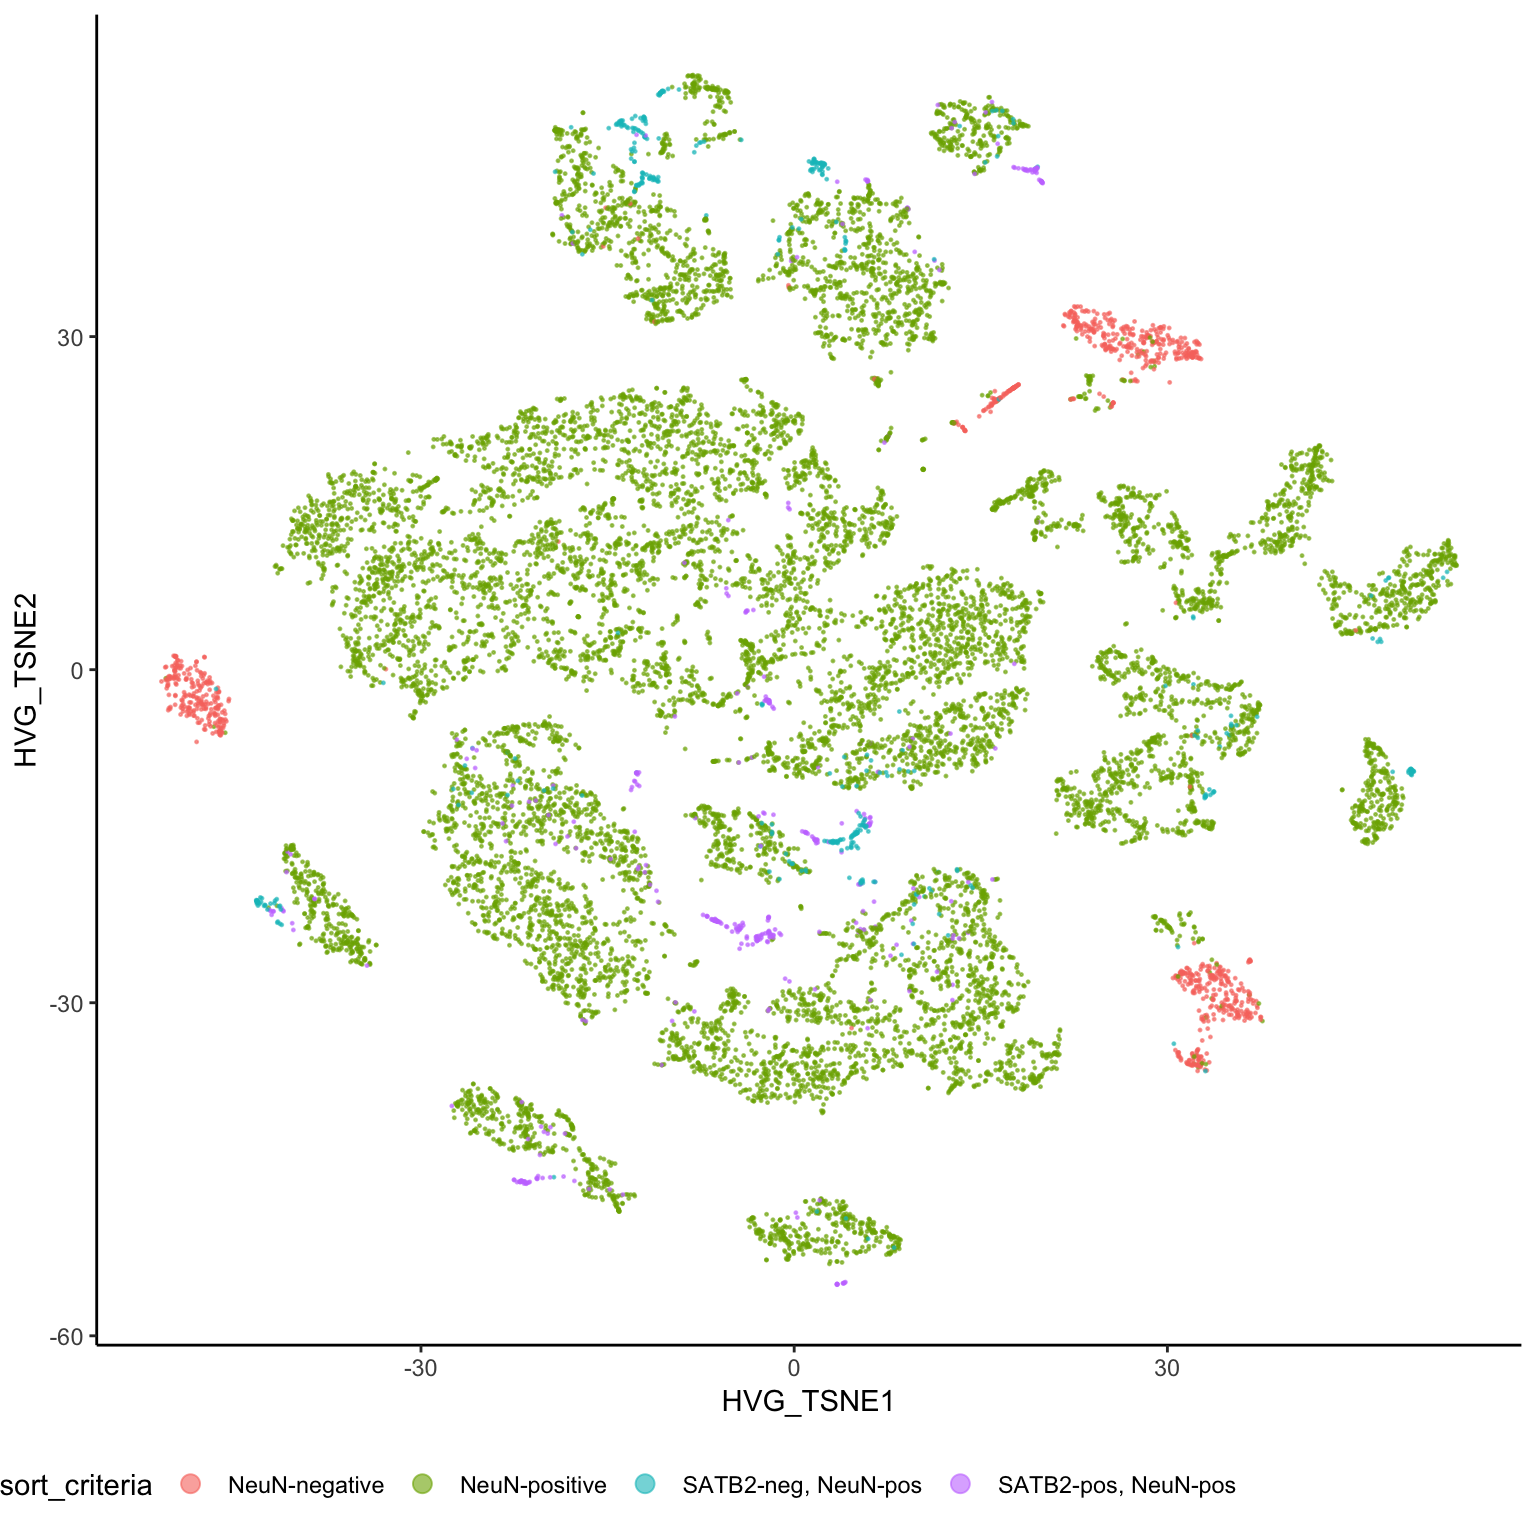 HVG_TSNE2
30
0
-30
-60
-30
0
30
HVG_TSNE1
sort_criteria NeuN-negative NeuN-positive SATB2-neg, NeuN-pos SATB2-pos, NeuN-pos